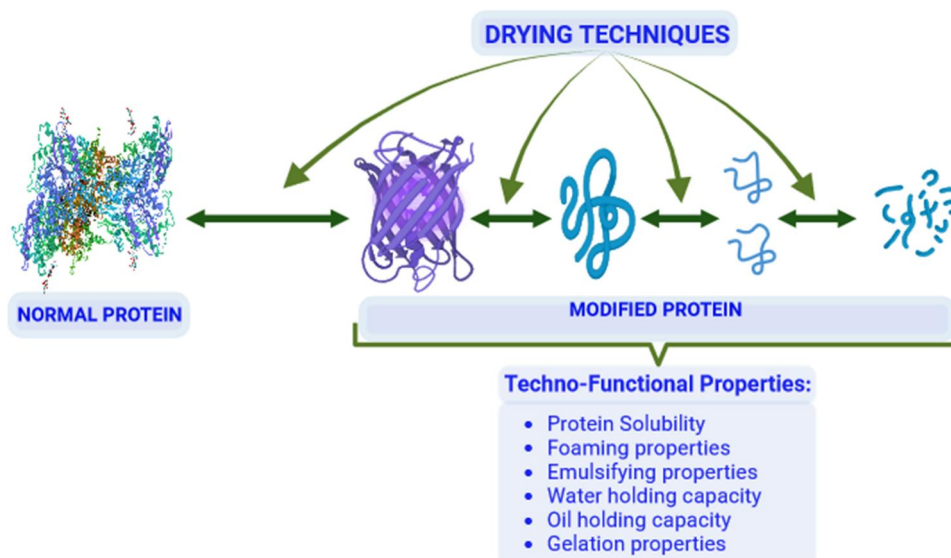 DRYING TECHNIQUES
NORMAL PROTEIN
MODIFIED PROTEIN
Techno-Functional Properties:
• Protein Solubility
• Foaming properties
• Emulsifying properties
• Water holding capacity
• Oil holding capacity
• Gelation properties